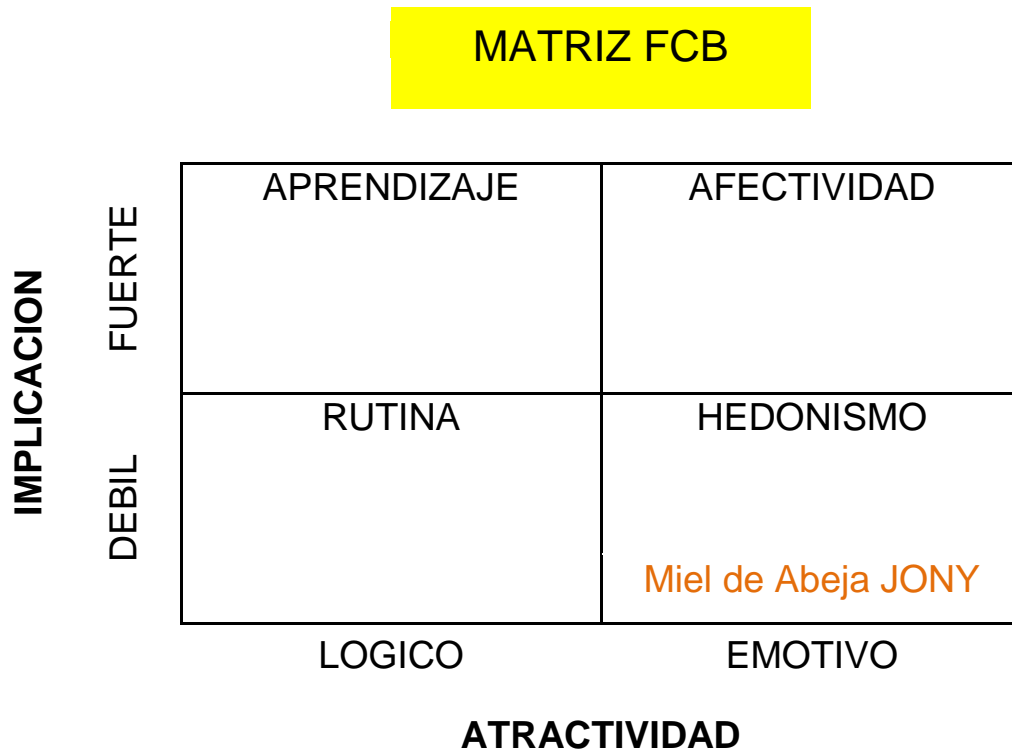 MATRIZ FCB
IMPLICACION
FUERTE
APRENDIZAJE
AFECTIVIDAD
DEBIL
RUTINA
HEDONISMO
Miel de Abeja JONY
LOGICO
EMOTIVO
ATRACTIVIDAD